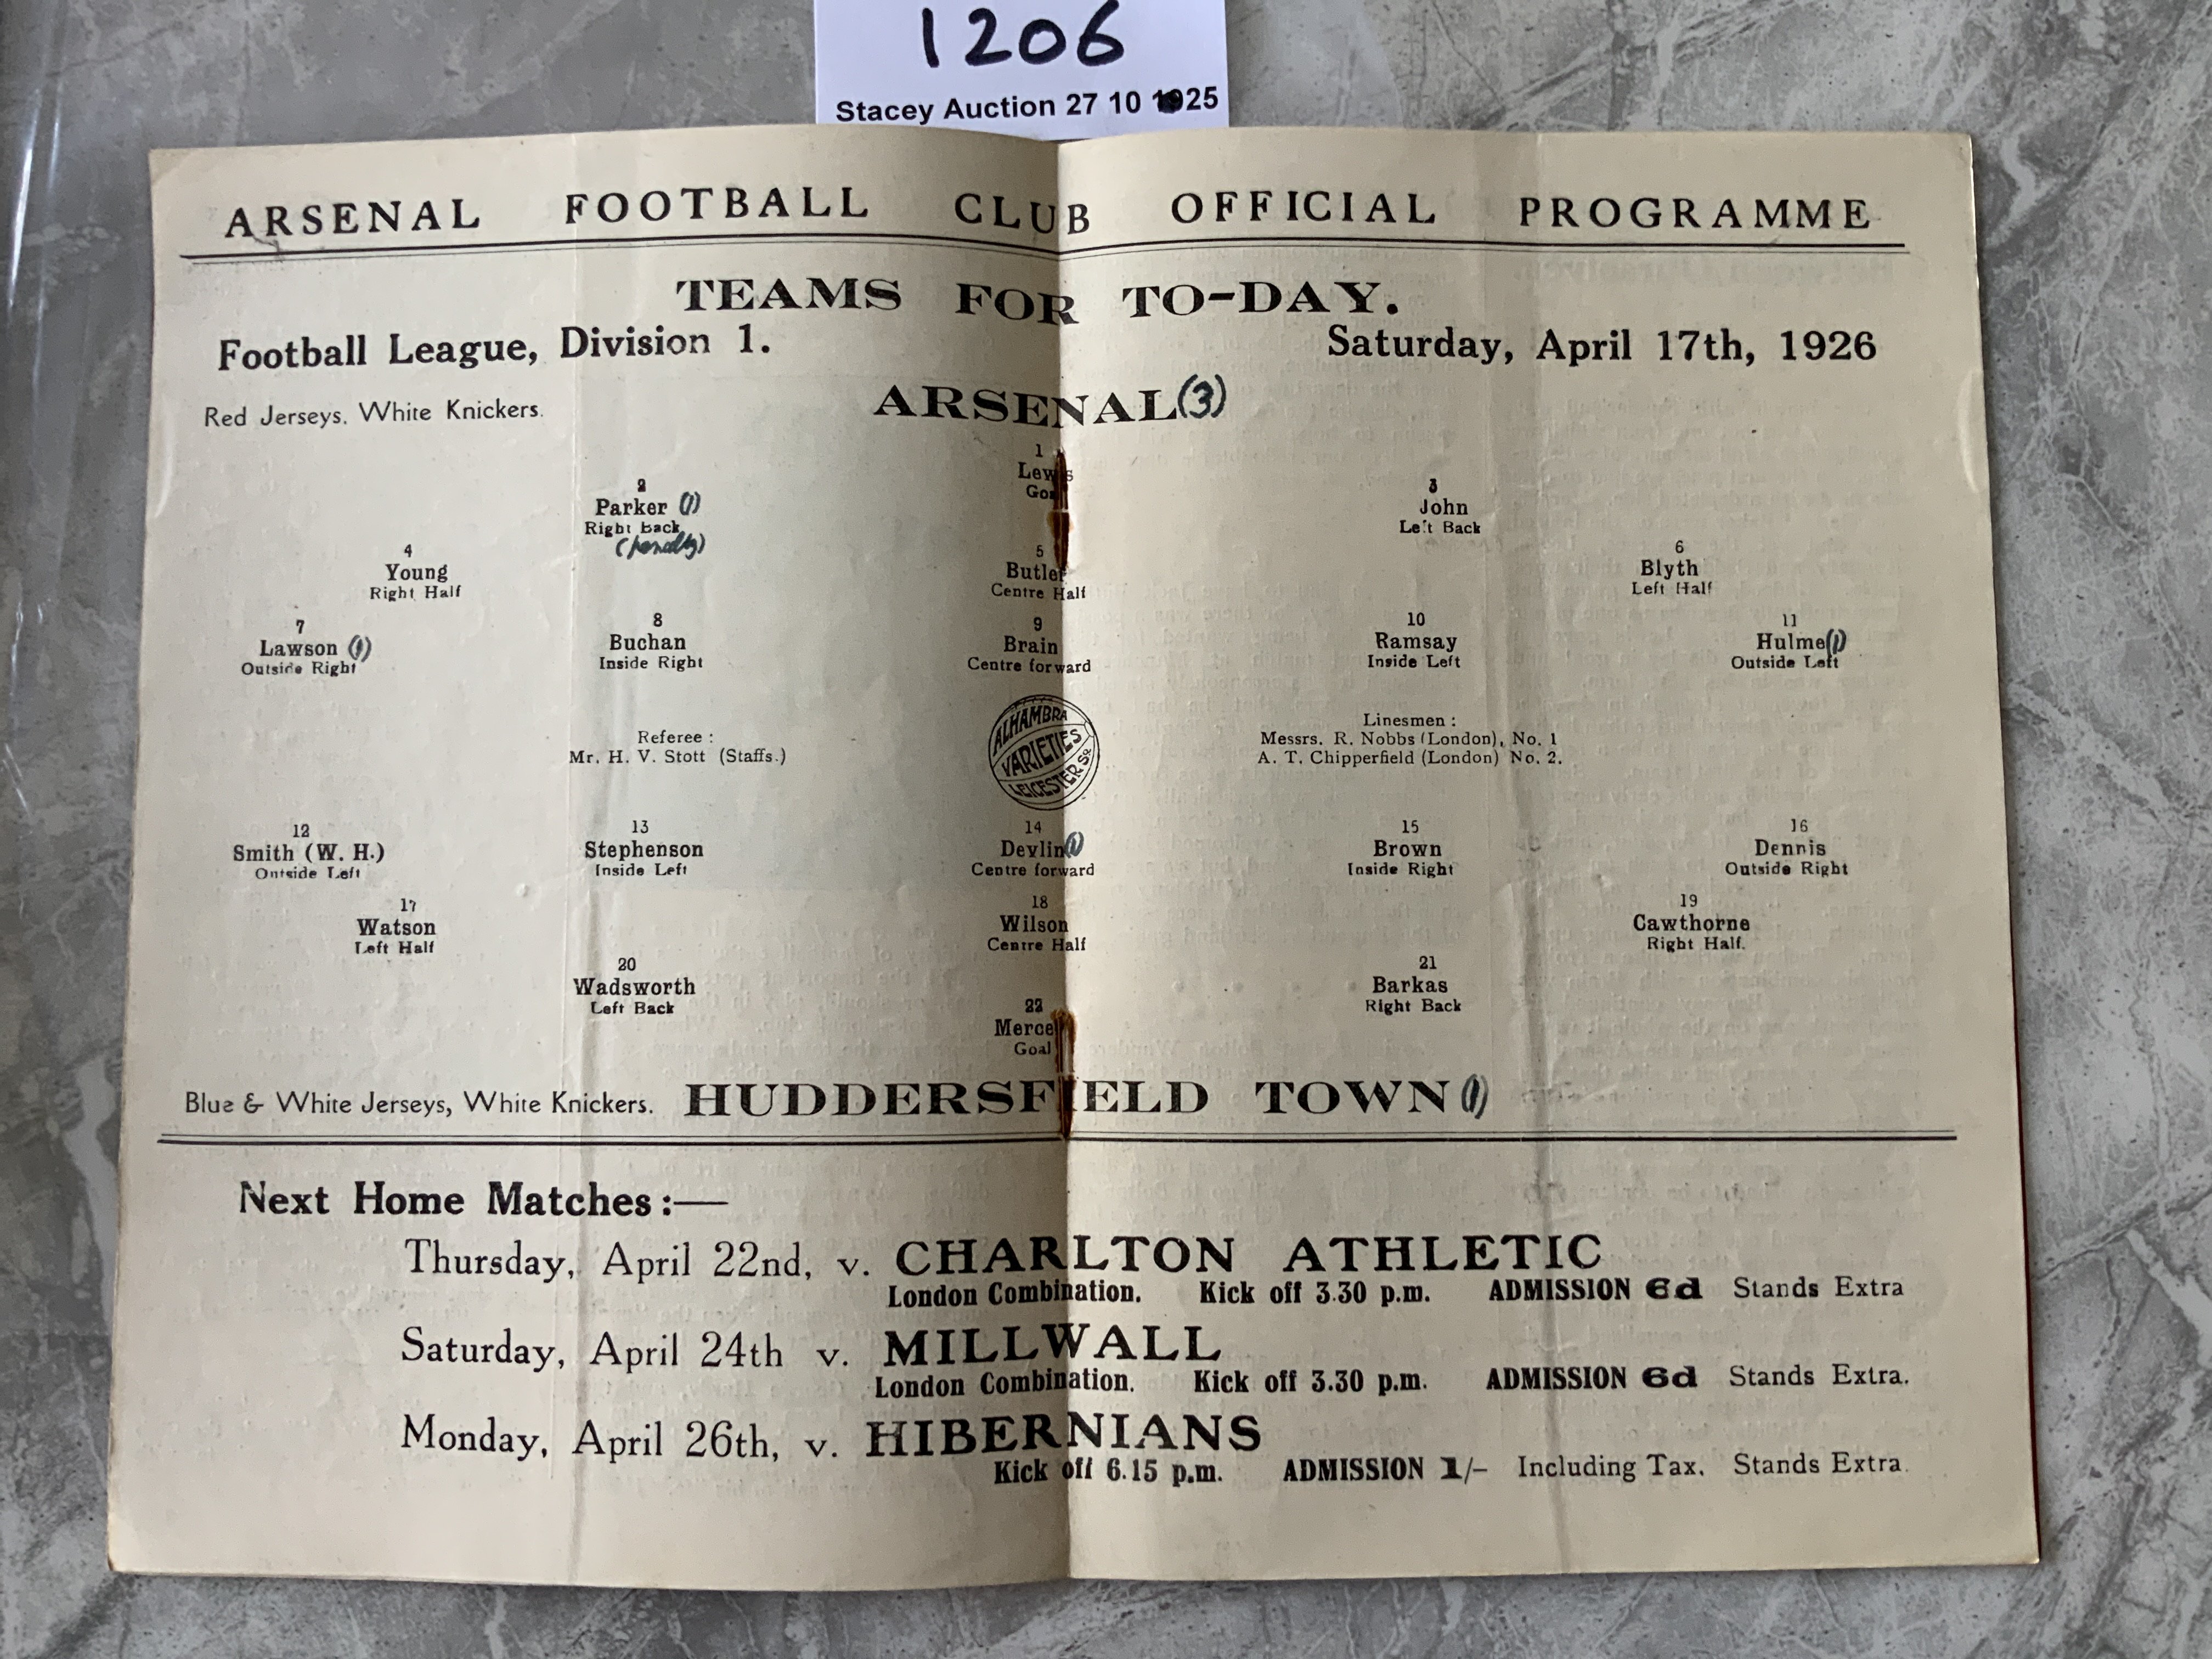 1206
Stacey Auction 27 10 1925
ARSENAL FOOTBALL CLUB OFFICIAL PROGRAMME
TEAMS FOR TO-DAY.
Football League, Division 1. Saturday, April 17th, 1926
Red Jerseys. White Knickers. ARSENAL (3)
1
Lewis
Goal
2 3
Parker (1) John
Right Back Left Back
(penalty)
4 5 6
Young Butler Blyth
Right Half Centre Half Left Half
7 8 9 10 11
Lawson (1) Buchan Brain Ramsay Hulme (1)
Outside Right Inside Right Centre forward Inside Left Outside Left
Referee : Linesmen :
Mr. H. V. Stott (Staffs.) Messrs. R. Nobbs (London), No. 1
A. T. Chipperfield (London) No. 2.
ALHAMBRA
VARIETIES
LEICESTER SQ.
12 13 14 15 16
Smith (W. H.) Stephenson Devlin (1) Brown Dennis
Outside Left Inside Left Centre forward Inside Right Outside Right
17 18 19
Watson Wilson Cawthorne
Left Half Centre Half Right Half.
20 21
Wadsworth Barkas
Left Back Right Back
22
Mercer
Goal
Blue & White Jerseys, White Knickers. HUDDERSFIELD TOWN (1)
Next Home Matches :—
Thursday, April 22nd, v. CHARLTON ATHLETIC
London Combination. Kick off 3.30 p.m. ADMISSION 6d Stands Extra
Saturday, April 24th v. MILLWALL
London Combination. Kick off 3.30 p.m. ADMISSION 6d Stands Extra.
Monday, April 26th, v. HIBERNIANS
Kick off 6.15 p.m. ADMISSION 1/- Including Tax. Stands Extra.